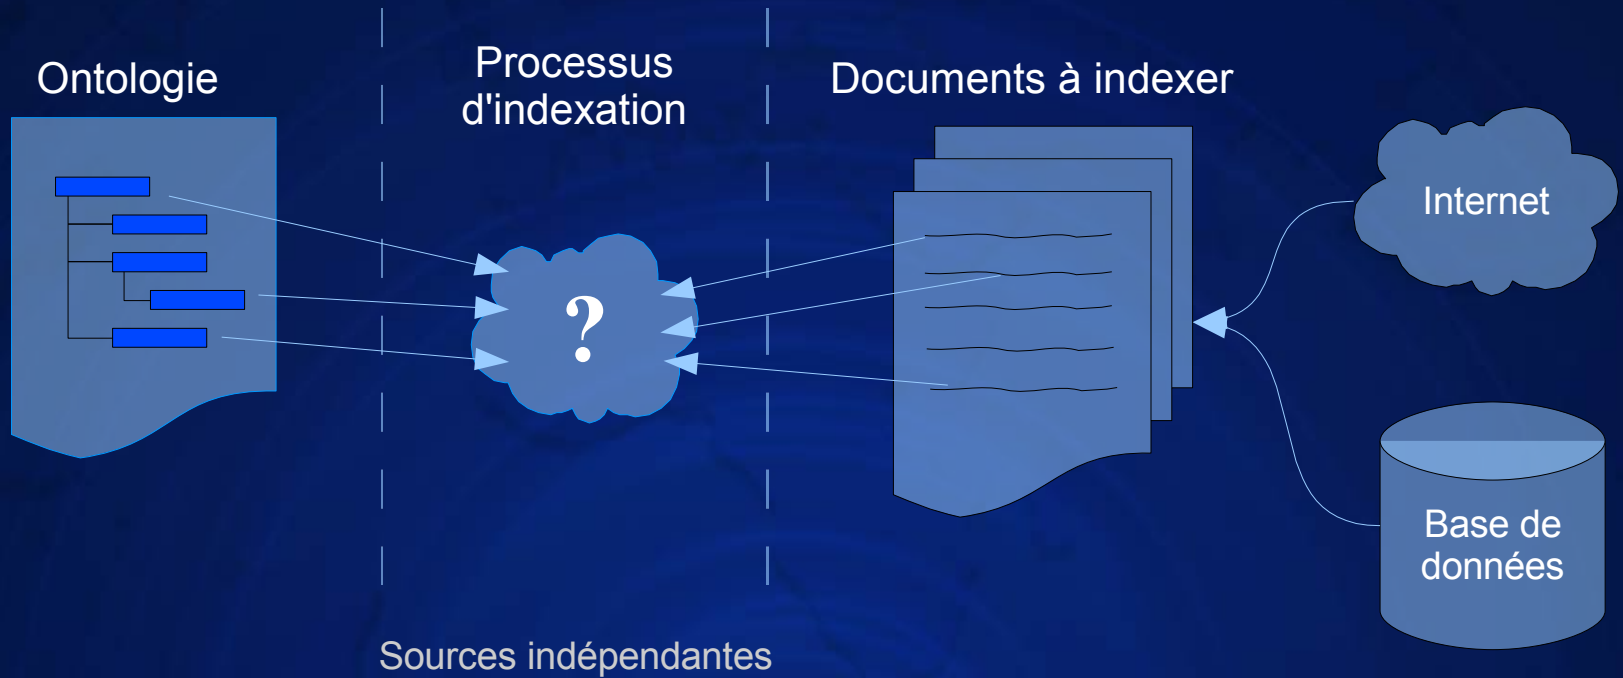 Ontologie
Processus
d'indexation
Documents à indexer
?
Internet
Base de
données
Sources indépendantes